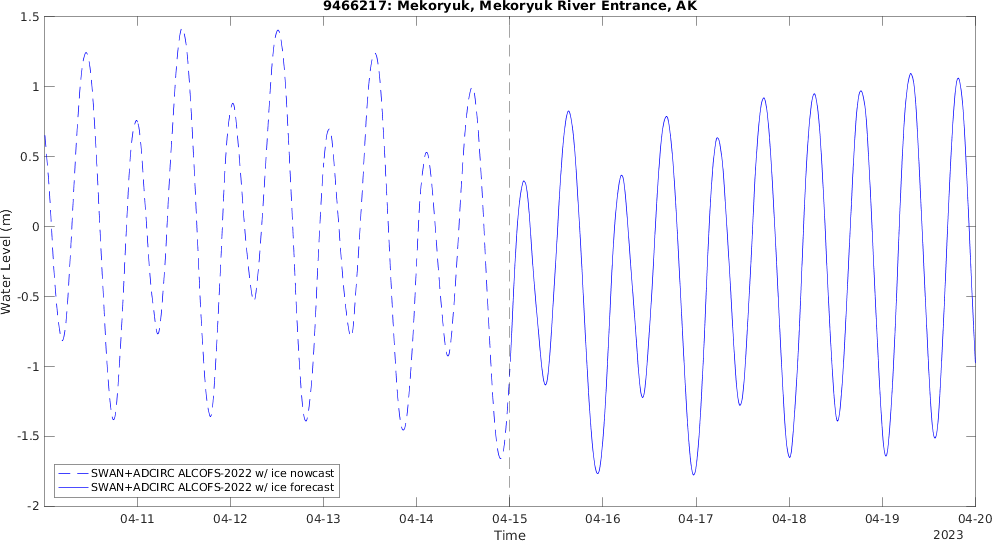 9466217: Mekoryuk, Mekoryuk River Entrance, AK
1.5
1
0.5
0
-0.5
-1
-1.5
-2
Water Level (m)
SWAN+ADCIRC ALCOFS-2022 w/ ice nowcast
SWAN+ADCIRC ALCOFS-2022 w/ ice forecast
04-11 04-12 04-13 04-14 04-15 04-16 04-17 04-18 04-19 04-20
Time
2023